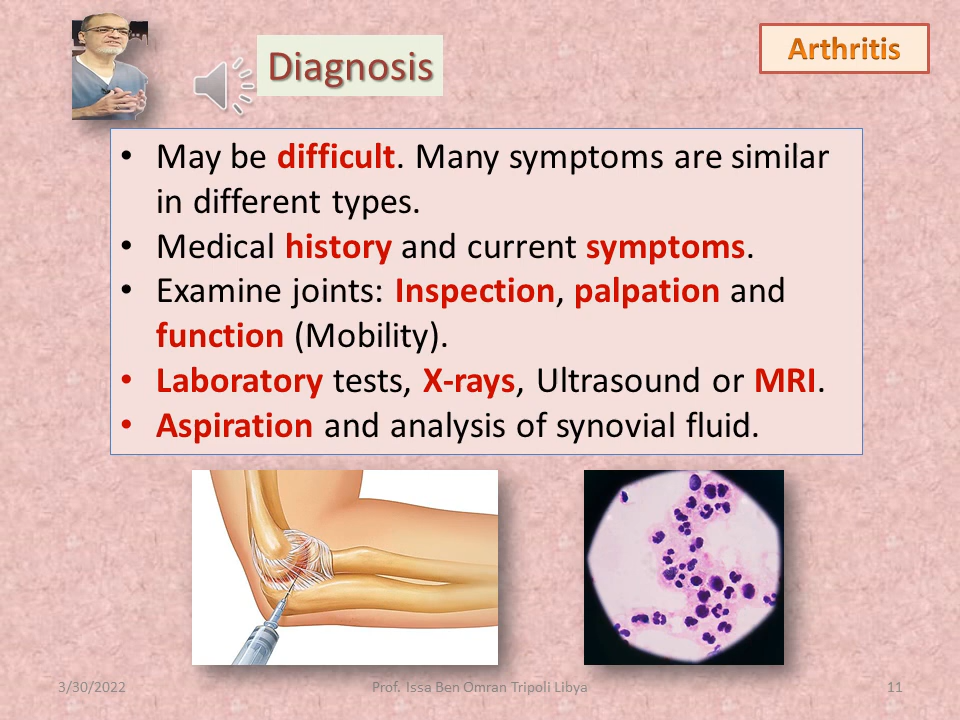 Diagnosis
Arthritis
• May be difficult. Many symptoms are similar
in different types.
• Medical history and current symptoms.
• Examine joints: Inspection, palpation and
function (Mobility).
• Laboratory tests, X-rays, Ultrasound or MRI.
• Aspiration and analysis of synovial fluid.
3/30/2022
Prof. Issa Ben Omran Tripoli Libya
11